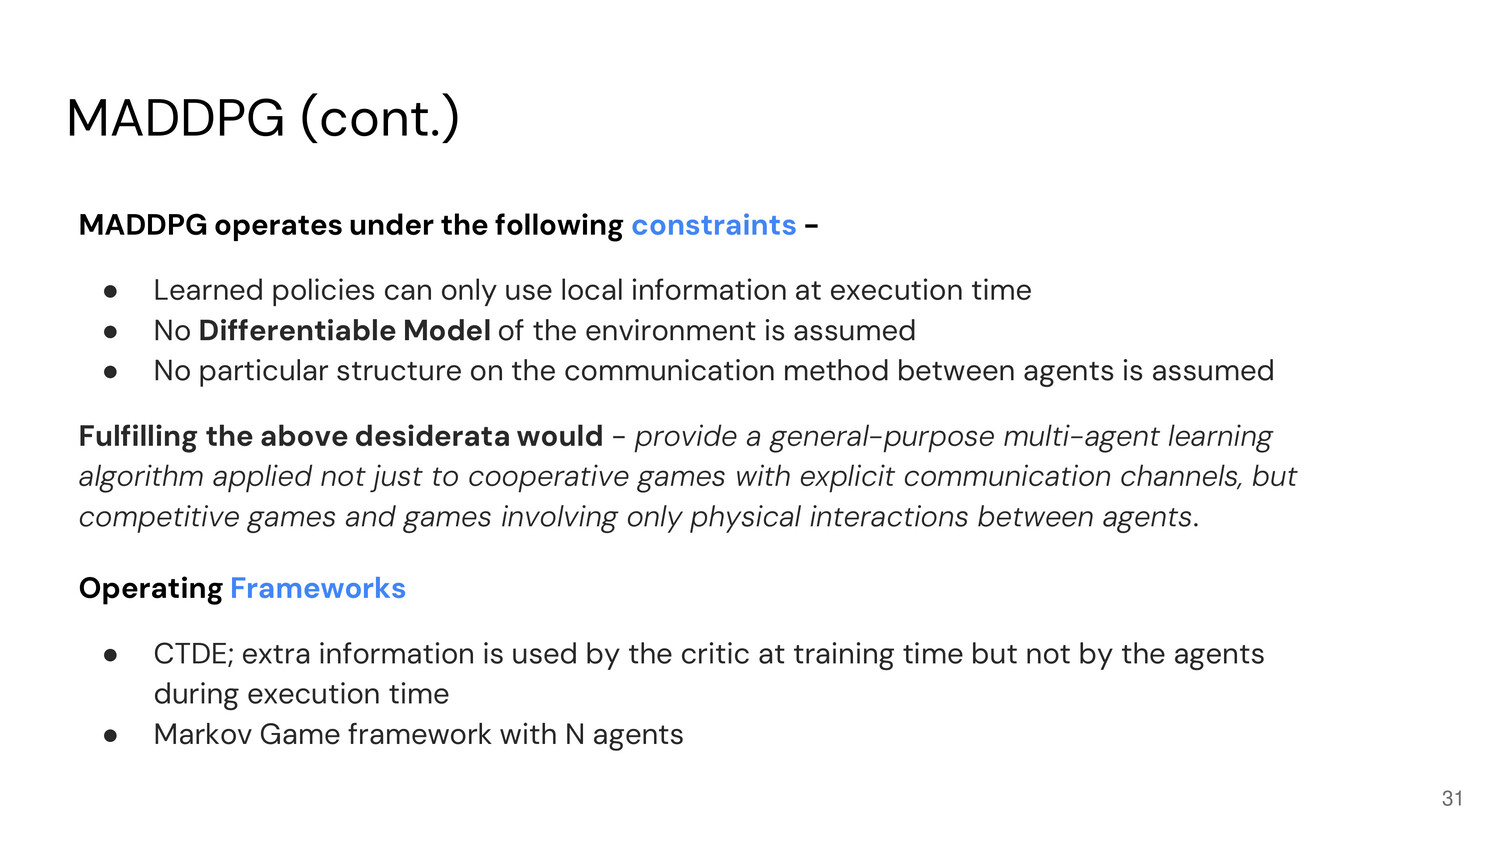 MADDPG (cont.)
MADDPG operates under the following constraints -
● Learned policies can only use local information at execution time
● No Differentiable Model of the environment is assumed
● No particular structure on the communication method between agents is assumed
Fulfilling the above desiderata would - provide a general-purpose multi-agent learning
algorithm applied not just to cooperative games with explicit communication channels, but
competitive games and games involving only physical interactions between agents.
Operating Frameworks
● CTDE; extra information is used by the critic at training time but not by the agents
during execution time
● Markov Game framework with N agents
31